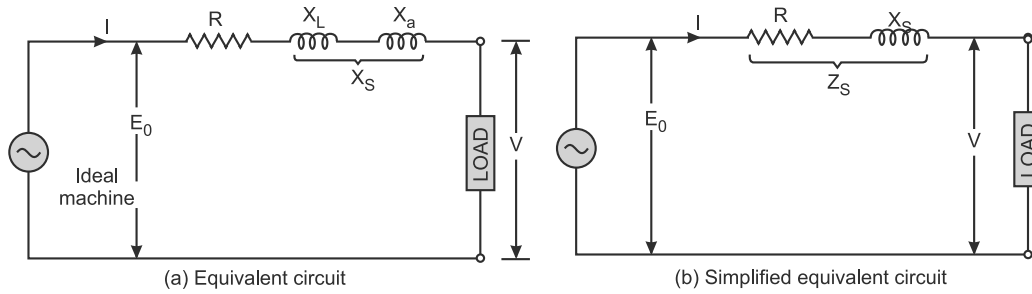 I
R
X_L
X_a
X_S
E_0
Ideal
machine
LOAD
V
(a) Equivalent circuit
I
R
X_S
Z_S
E_0
V
LOAD
(b) Simplified equivalent circuit